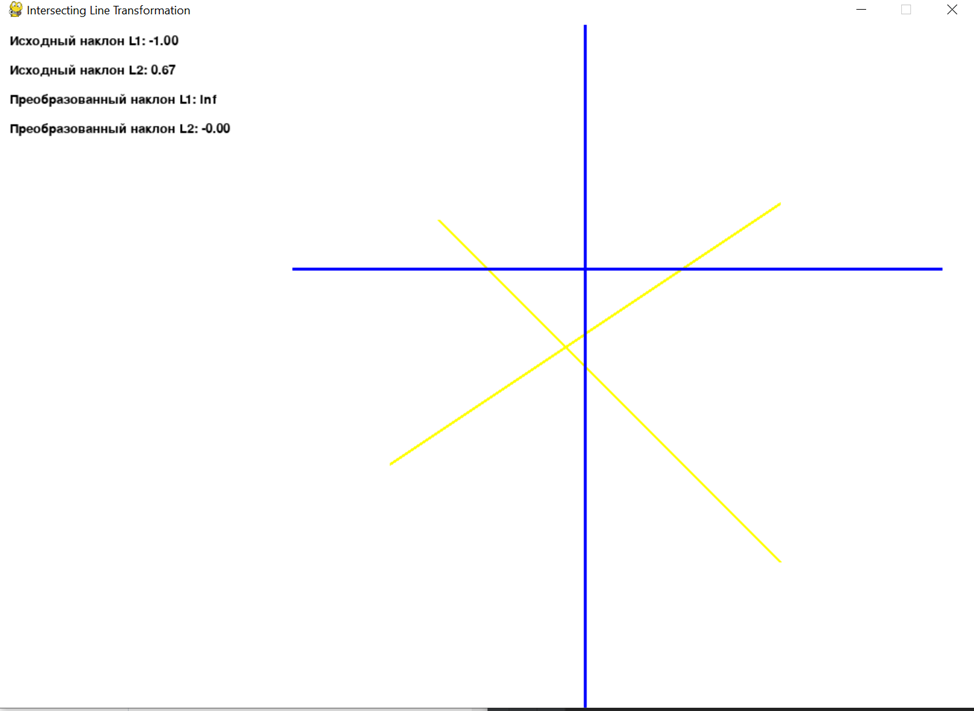 Intersecting Line Transformation
Исходный наклон L1: -1.00
Исходный наклон L2: 0.67
Преобразованный наклон L1: Inf
Преобразованный наклон L2: -0.00